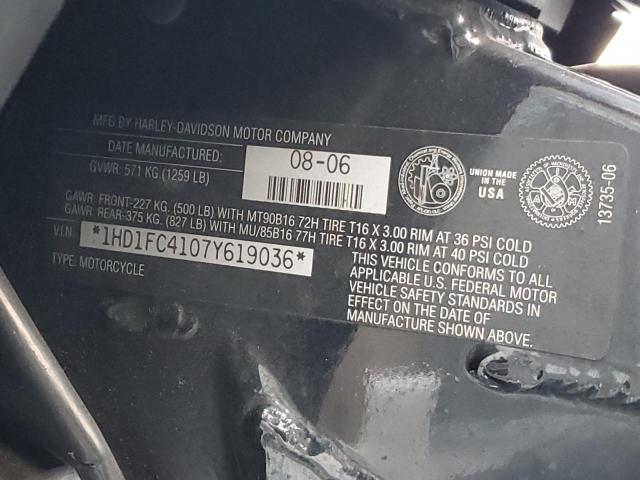 MFG BY HARLEY-DAVIDSON MOTOR COMPANY
DATE MANUFACTURED: 08-06
GVWR: 571 KG (1259 LB)
UNION MADE
IN THE
USA
13735-06
GAWR: FRONT-227 KG. (500 LB) WITH MT90B16 72H TIRE T16 X 3.00 RIM AT 36 PSI COLD
GAWR: REAR-375 KG. (827 LB) WITH MU/85B16 77H TIRE T16 X 3.00 RIM AT 40 PSI COLD
V.I.N *1HD1FC4107Y619036*
TYPE: MOTORCYCLE
THIS VEHICLE CONFORMS TO ALL
APPLICABLE U.S. FEDERAL MOTOR
VEHICLE SAFETY STANDARDS IN
EFFECT ON THE DATE OF
MANUFACTURE SHOWN ABOVE.